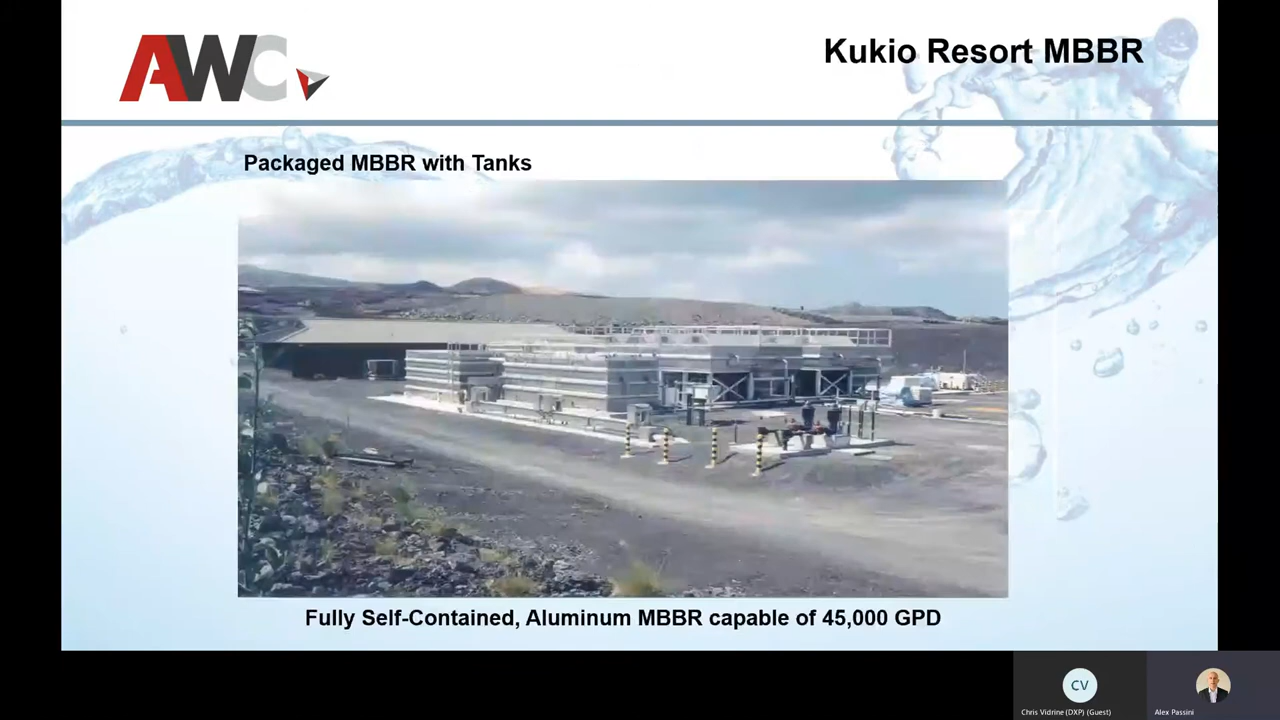 AWC
Kukio Resort MBBR
Packaged MBBR with Tanks
Fully Self-Contained, Aluminum MBBR capable of 45,000 GPD
CV
Chris Vidrine (DXP) (Guest)
Alex Passini